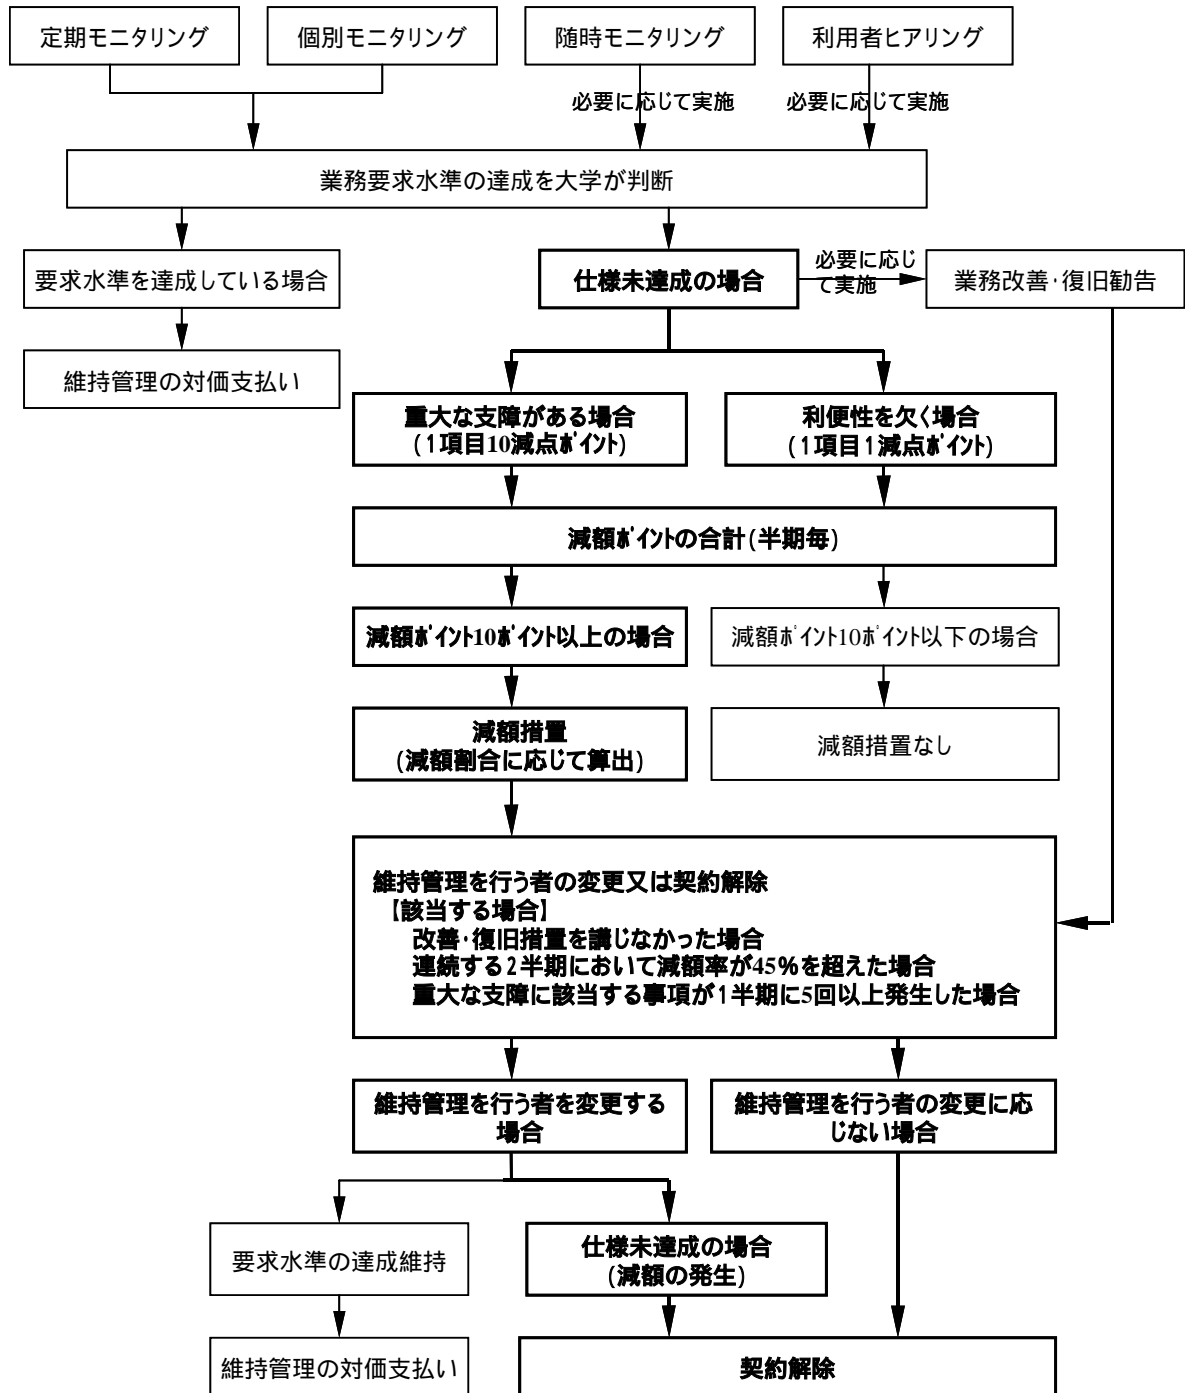 定期モニタリング
個別モニタリング
随時モニタリング
利用者ヒアリング
必要に応じて実施
必要に応じて実施
業務要求水準の達成を大学が判断
要求水準を達成している場合
仕様未達成の場合
必要に応じ
て実施
業務改善･復旧勧告
維持管理の対価支払い
重大な支障がある場合
(1項目10減点ﾎﾟｲﾝﾄ)
利便性を欠く場合
(1項目1減点ﾎﾟｲﾝﾄ)
減額ﾎﾟｲﾝﾄの合計(半期毎)
減額ﾎﾟｲﾝﾄ10ﾎﾟｲﾝﾄ以上の場合
減額ﾎﾟｲﾝﾄ10ﾎﾟｲﾝﾄ以下の場合
減額措置
(減額割合に応じて算出)
減額措置なし
維持管理を行う者の変更又は契約解除
【該当する場合】
改善･復旧措置を講じなかった場合
連続する2半期において減額率が45%を超えた場合
重大な支障に該当する事項が1半期に5回以上発生した場合
維持管理を行う者を変更する
場合
維持管理を行う者の変更に応
じない場合
要求水準の達成維持
仕様未達成の場合
(減額の発生)
維持管理の対価支払い
契約解除